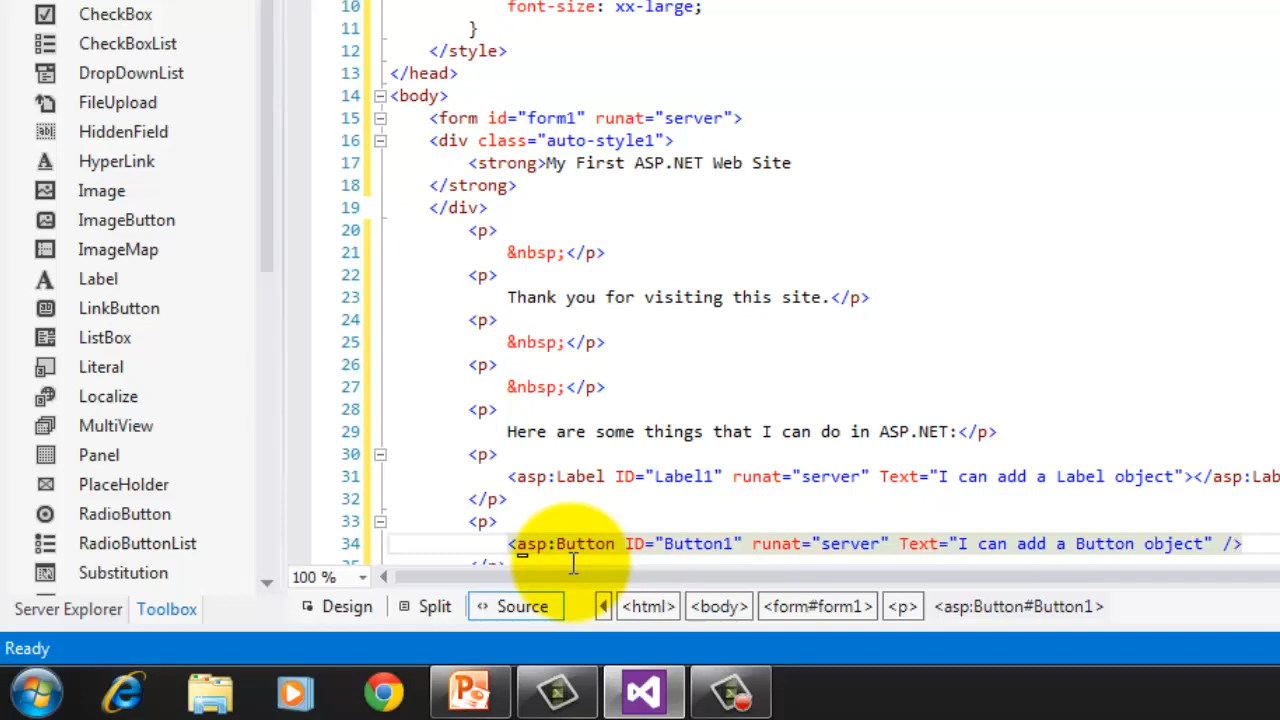 CheckBox
CheckBoxList
DropDownList
FileUpload
HiddenField
HyperLink
Image
ImageButton
ImageMap
Label
LinkButton
ListBox
Literal
Localize
MultiView
Panel
PlaceHolder
RadioButton
RadioButtonList
Substitution
Server Explorer Toolbox
10 font-size: xx-large;
11 }
12 </style>
13 </head>
14 <body>
15 <form id="form1" runat="server">
16 <div class="auto-style1">
17 <strong>My First ASP.NET Web Site
18 </strong>
19 </div>
20 <p>
21 &nbsp;</p>
22 <p>
23 Thank you for visiting this site.</p>
24 <p>
25 &nbsp;</p>
26 <p>
27 &nbsp;</p>
28 <p>
29 Here are some things that I can do in ASP.NET:</p>
30 <p>
31 <asp:Label ID="Label1" runat="server" Text="I can add a Label object"></asp:Lab
32 </p>
33 <p>
34 <asp:Button ID="Button1" runat="server" Text="I can add a Button object" />
100 %
Design Split Source <html> <body> <form#form1> <p> <asp:Button#Button1>
Ready